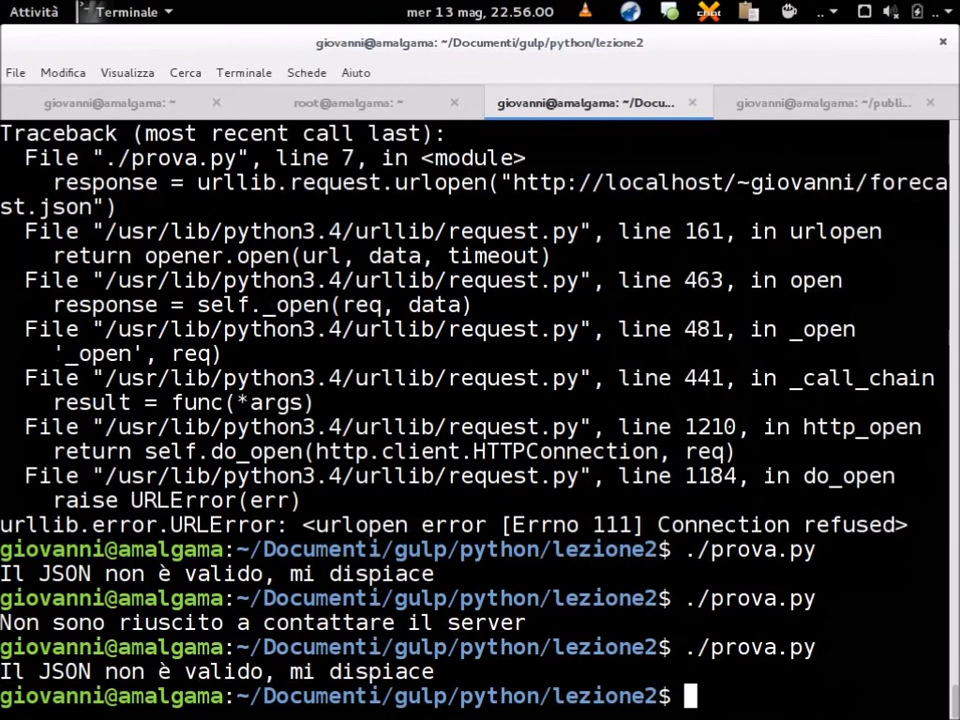 Attività
Terminale
mer 13 mag, 22.56.00
chat
giovanni@amalgama: ~/Documenti/gulp/python/lezione2
File Modifica Visualizza Cerca Terminale Schede Aiuto
giovanni@amalgama: ~
root@amalgama: ~
giovanni@amalgama: ~/Docu...
giovanni@amalgama: ~/publi...
Traceback (most recent call last):
  File "./prova.py", line 7, in <module>
    response = urllib.request.urlopen("http://localhost/~giovanni/foreca
st.json")
  File "/usr/lib/python3.4/urllib/request.py", line 161, in urlopen
    return opener.open(url, data, timeout)
  File "/usr/lib/python3.4/urllib/request.py", line 463, in open
    response = self._open(req, data)
  File "/usr/lib/python3.4/urllib/request.py", line 481, in _open
    '_open', req)
  File "/usr/lib/python3.4/urllib/request.py", line 441, in _call_chain
    result = func(*args)
  File "/usr/lib/python3.4/urllib/request.py", line 1210, in http_open
    return self.do_open(http.client.HTTPConnection, req)
  File "/usr/lib/python3.4/urllib/request.py", line 1184, in do_open
    raise URLError(err)
urllib.error.URLError: <urlopen error [Errno 111] Connection refused>
giovanni@amalgama:~/Documenti/gulp/python/lezione2$ ./prova.py
Il JSON non è valido, mi dispiace
giovanni@amalgama:~/Documenti/gulp/python/lezione2$ ./prova.py
Non sono riuscito a contattare il server
giovanni@amalgama:~/Documenti/gulp/python/lezione2$ ./prova.py
Il JSON non è valido, mi dispiace
giovanni@amalgama:~/Documenti/gulp/python/lezione2$